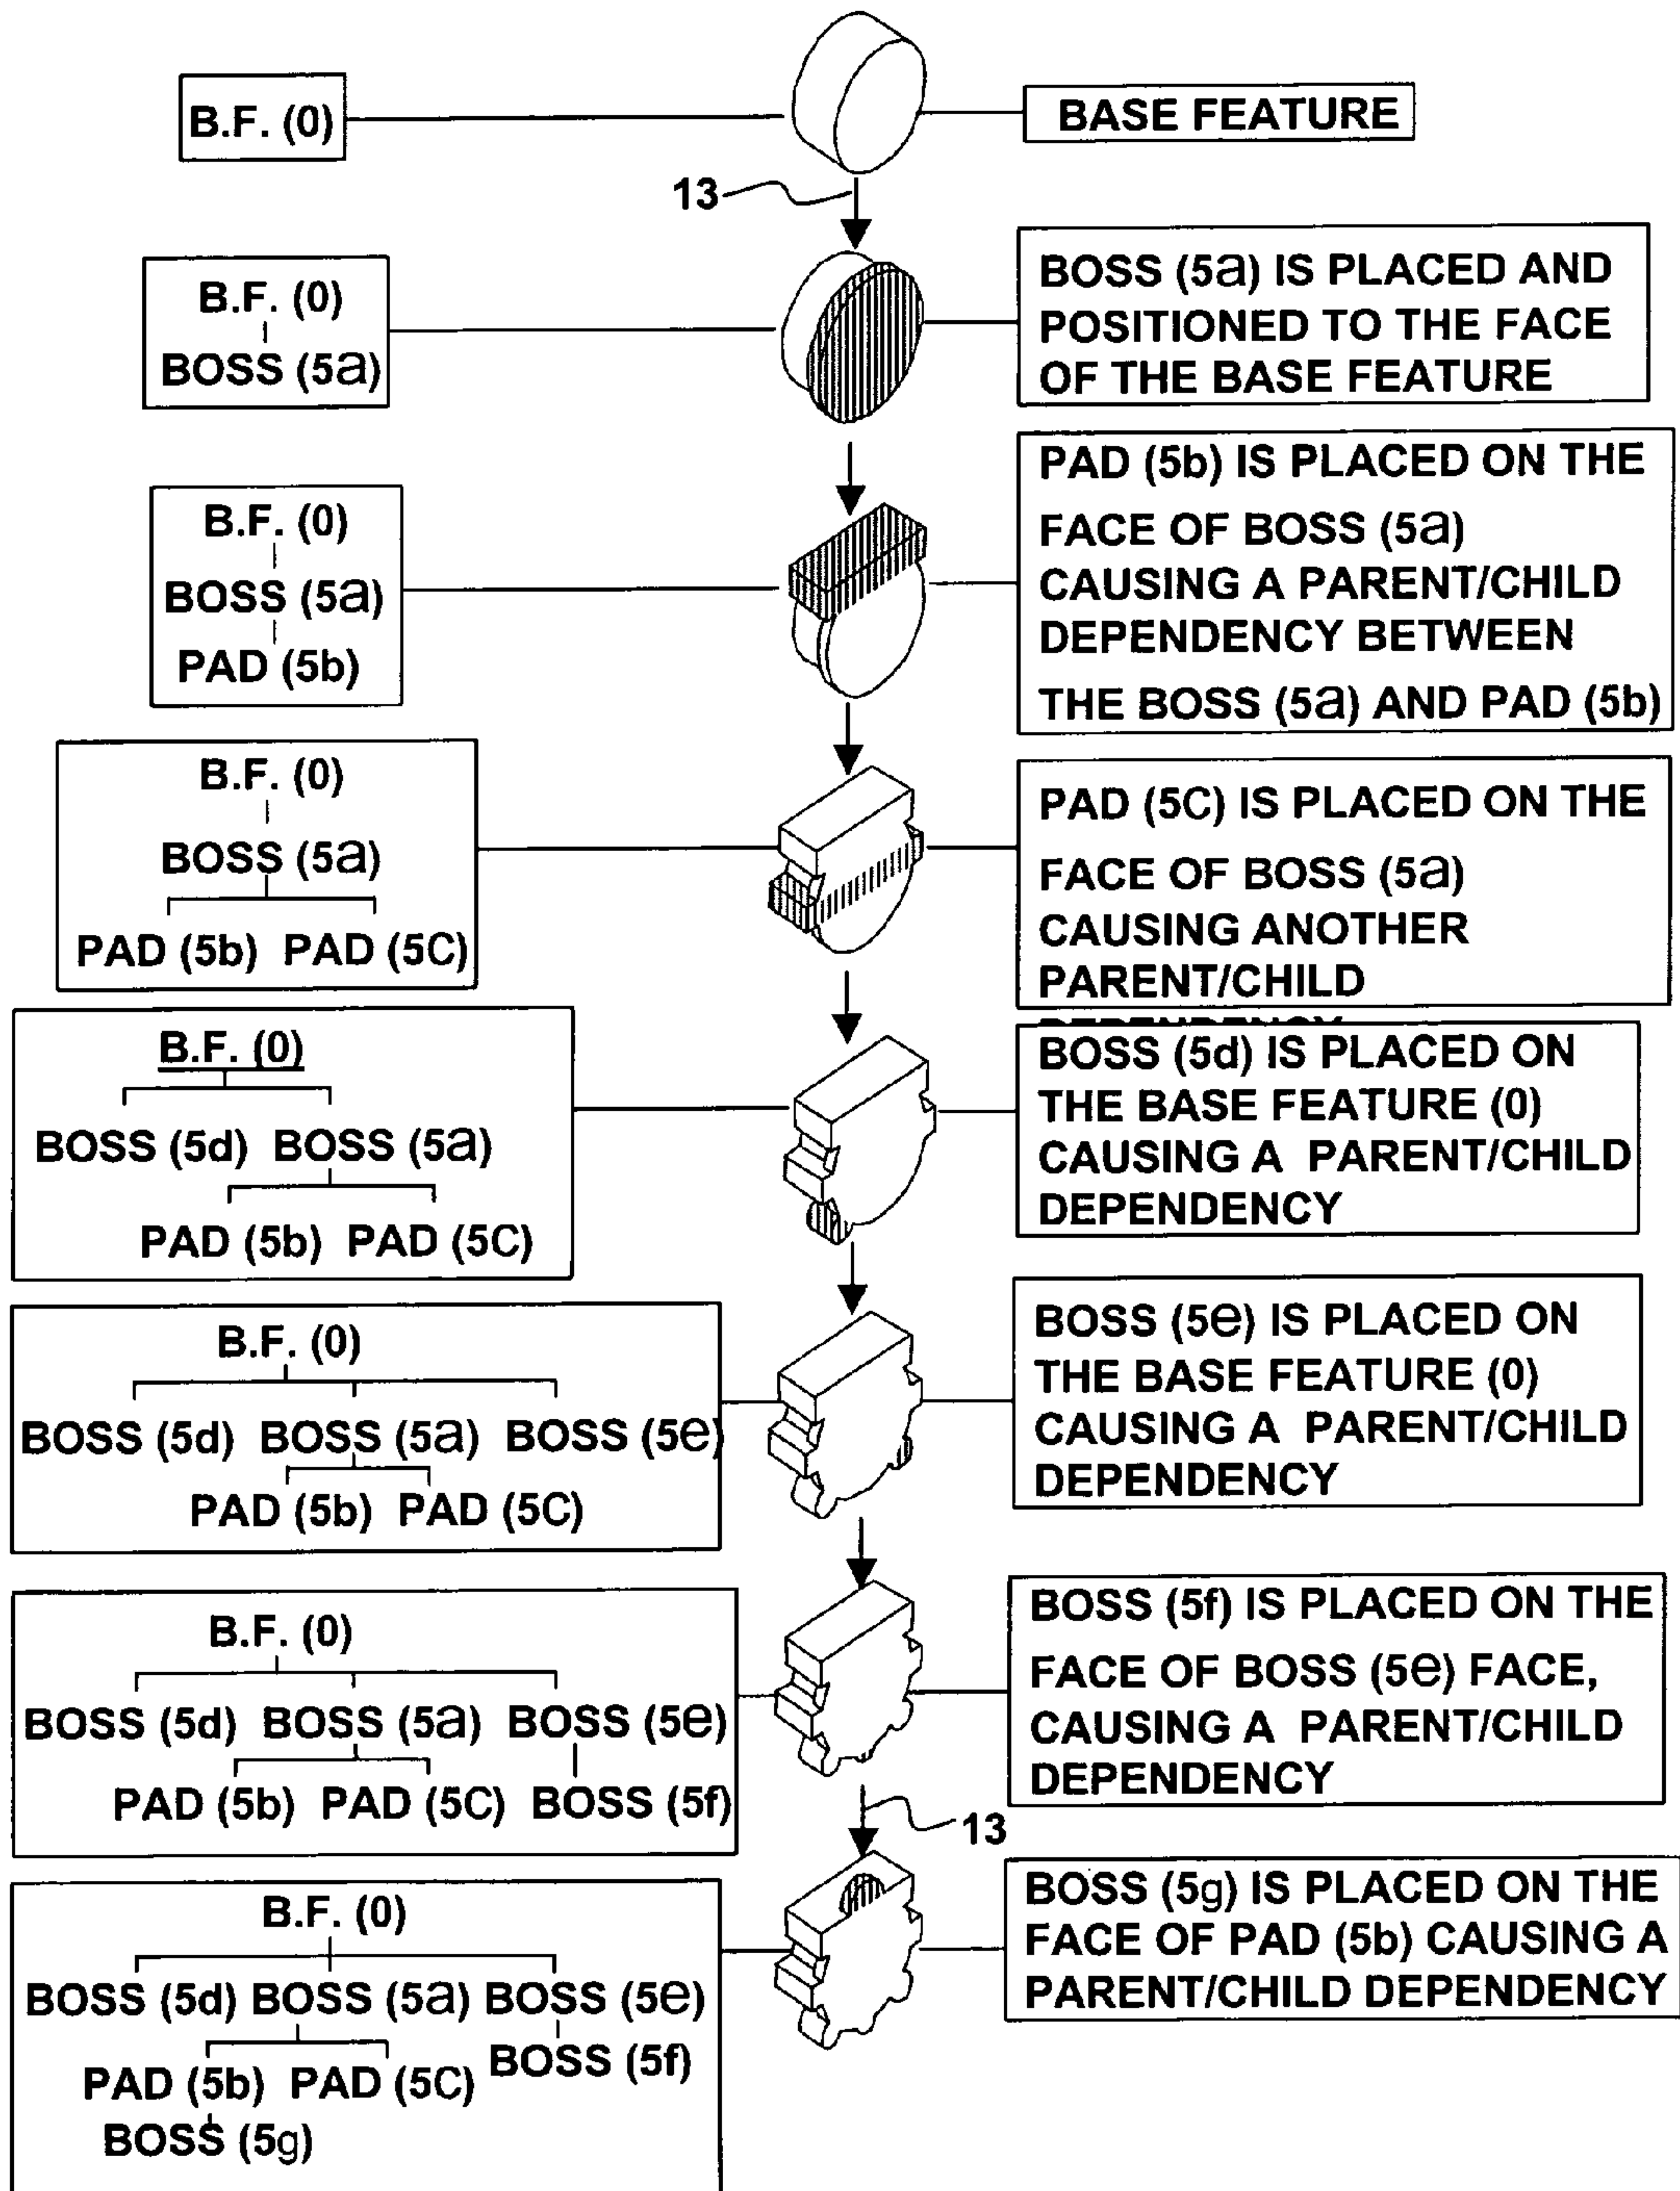 B.F. (0)
BASE FEATURE
13
B.F. (0)
BOSS (5a)
BOSS (5a) IS PLACED AND
POSITIONED TO THE FACE
OF THE BASE FEATURE
B.F. (0)
BOSS (5a)
PAD (5b)
PAD (5b) IS PLACED ON THE
FACE OF BOSS (5a)
CAUSING A PARENT/CHILD
DEPENDENCY BETWEEN
THE BOSS (5a) AND PAD (5b)
B.F. (0)
BOSS (5a)
PAD (5b) PAD (5C)
PAD (5C) IS PLACED ON THE
FACE OF BOSS (5a)
CAUSING ANOTHER
PARENT/CHILD
DEPENDENCY
B.F. (0)
BOSS (5d) BOSS (5a)
PAD (5b) PAD (5C)
BOSS (5d) IS PLACED ON
THE BASE FEATURE (0)
CAUSING A PARENT/CHILD
DEPENDENCY
B.F. (0)
BOSS (5d) BOSS (5a) BOSS (5e)
PAD (5b) PAD (5C)
BOSS (5e) IS PLACED ON
THE BASE FEATURE (0)
CAUSING A PARENT/CHILD
DEPENDENCY
B.F. (0)
BOSS (5d) BOSS (5a) BOSS (5e)
PAD (5b) PAD (5C) BOSS (5f)
BOSS (5f) IS PLACED ON THE
FACE OF BOSS (5e) FACE,
CAUSING A PARENT/CHILD
DEPENDENCY
13
B.F. (0)
BOSS (5d) BOSS (5a) BOSS (5e)
PAD (5b) PAD (5C) BOSS (5f)
BOSS (5g)
BOSS (5g) IS PLACED ON THE
FACE OF PAD (5b) CAUSING A
PARENT/CHILD DEPENDENCY